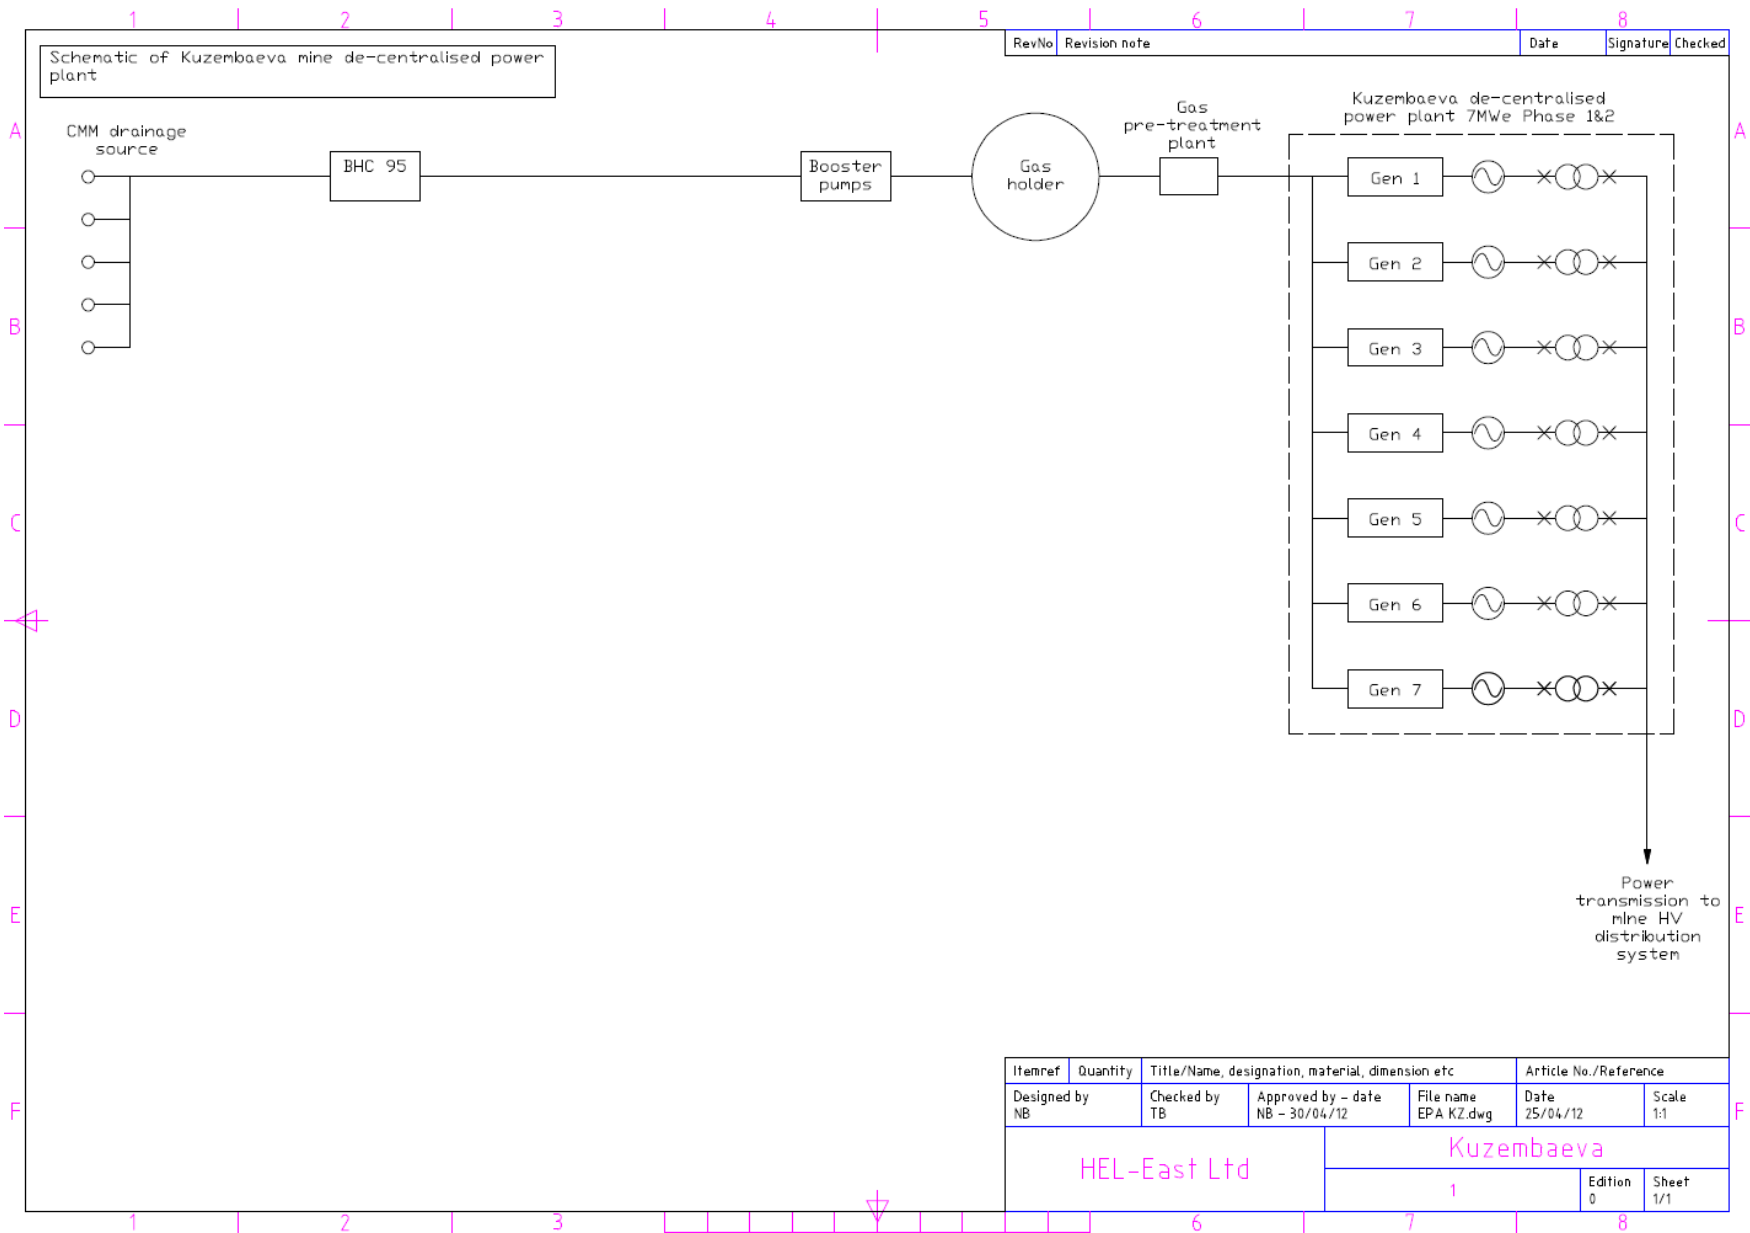 1 2 3 4 5 6 7 8
RevNo Revision note Date Signature Checked
Schematic of Kuzembaeva mine de-centralised power
plant
A A
CMM drainage
source
BHC 95
Booster
pumps
Gas
holder
Gas
pre-treatment
plant
Kuzembaeva de-centralised
power plant 7MWe Phase 1&2
Gen 1
Gen 2
B B
Gen 3
Gen 4
C C
Gen 5
Gen 6
Gen 7
D D
Power
transmission to
mine HV
distribution
system
E E
Itemref Quantity Title/Name, designation, material, dimension etc Article No./Reference
Designed by Checked by Approved by - date File name Date Scale
NB TB NB - 30/04/12 EPA KZ.dwg 25/04/12 1:1
F F
HEL-East Ltd
Kuzembaeva
1
Edition Sheet
0 1/1
1 2 3 6 7 8